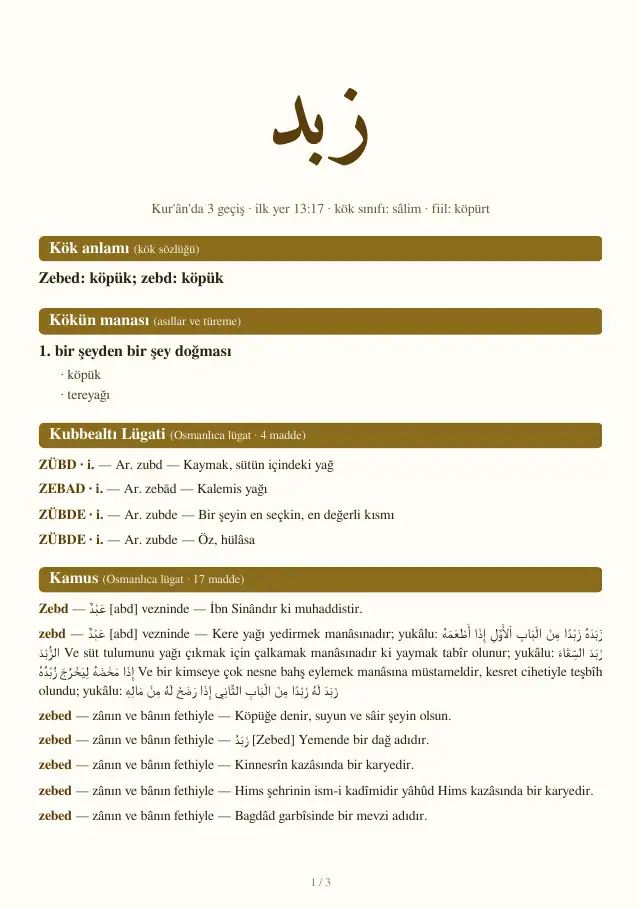 زبد
Kur'ân'da 3 geçiş · ilk yer 13:17 · kök sınıfı: sâlim · fiil: köpürt
Kök anlamı (kök sözlüğü)
Zebed: köpük; zebd: köpük
Kökün manası (asıllar ve türeme)
1. bir şeyden bir şey doğması
· köpük
· tereyağı
Kubbealtı Lügati (Osmanlıca lügat · 4 madde)
ZÜBD · i. — Ar. zubd — Kaymak, sütün içindeki yağ
ZEBAD · i. — Ar. zebād — Kalemis yağı
ZÜBDE · i. — Ar. zubde — Bir şeyin en seçkin, en değerli kısmı
ZÜBDE · i. — Ar. zubde — Öz, hülâsa
Kamus (Osmanlıca lügat · 17 madde)
Zebd — عَبْدٌ [abd] vezninde — İbn Sinândır ki muhaddistir.
zebd — عَبْدٌ [abd] vezninde — Kere yağı yedirmek manâsınadır; yukâlu: زَبَدَهُ زَبْدًا مِنَ الْبَابِ الْأَوَّلِ إِذَا أَطْعَمَهُ
الزُّبْدَ Ve süt tulumunu yağı çıkmak için çalkamak manâsınadır ki yaymak tabîr olunur; yukâlu: زَبَدَ السِّقَاءَ
إِذَا مَخَضَهُ لِيَخْرُجَ زُبْدُهُ Ve bir kimseye çok nesne bahş eylemek manâsına müstameldir, kesret cihetiyle teşbîh
olundu; yukâlu: زَبَدَ لَهُ زَبْدًا مِنَ الْبَابِ الثَّانِي إِذَا رَضَخَ لَهُ مِنْ مَالِهِ
zebed — zânın ve bânın fethiyle — Köpüğe denir, suyun ve sâir şeyin olsun.
zebed — zânın ve bânın fethiyle — زَبَدُ [Zebed] Yemende bir dağ adıdır.
zebed — zânın ve bânın fethiyle — Kinnesrîn kazâsında bir karyedir.
zebed — zânın ve bânın fethiyle — Hims şehrinin ism-i kadîmidir yâhûd Hims kazâsında bir karyedir.
zebed — zânın ve bânın fethiyle — Bagdâd garbîsinde bir mevzi adıdır.
1 / 3